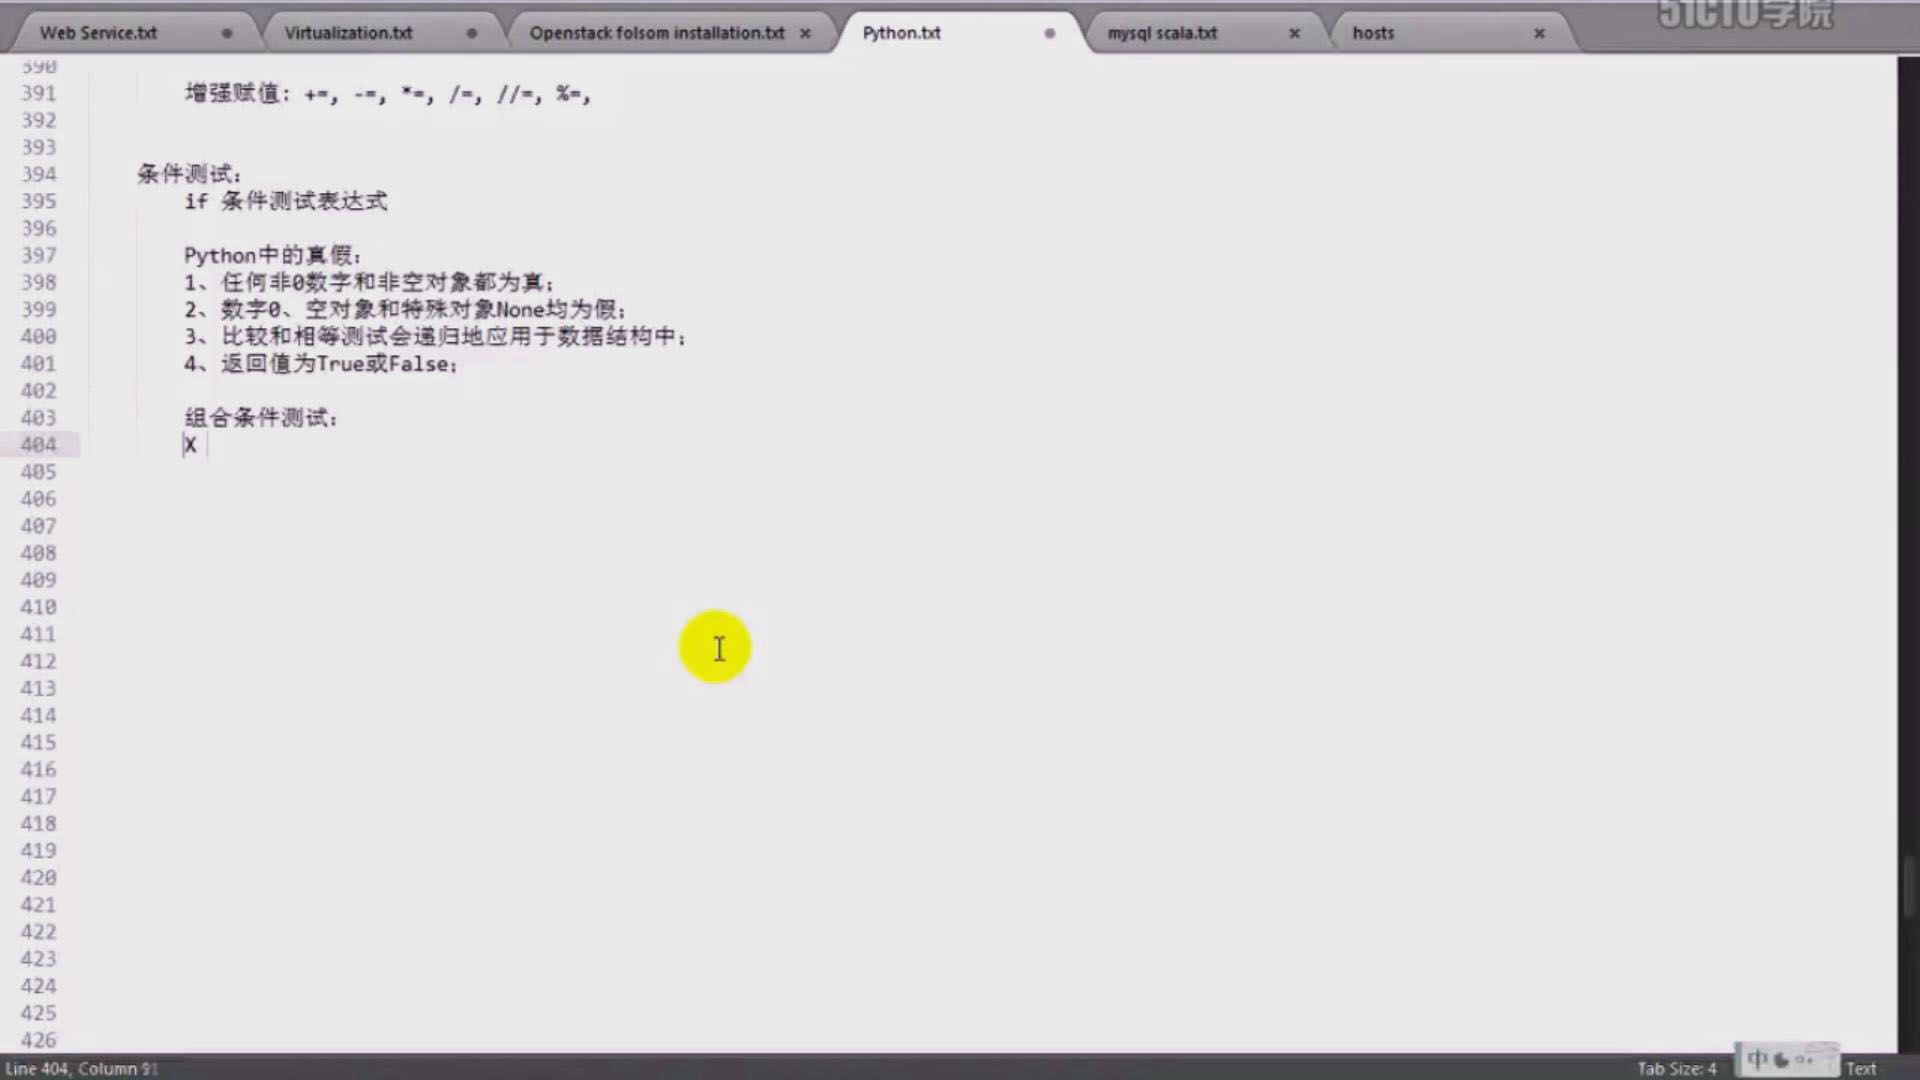 51CTO学院
Web Service.txt Virtualization.txt Openstack folsom installation.txt Python.txt mysql scala.txt hosts
390
391 增强赋值: +=, -=, *=, /=, //=, %=,
392
393
394 条件测试:
395 if 条件测试表达式
396
397 Python中的真假:
398 1、任何非0数字和非空对象都为真;
399 2、数字0、空对象和特殊对象None均为假;
400 3、比较和相等测试会递归地应用于数据结构中;
401 4、返回值为True或False;
402
403 组合条件测试:
404 X
405
406
407
408
409
410
411
412
413
414
415
416
417
418
419
420
421
422
423
424
425
426
Line 404, Column Tab Size: 4 中 Text